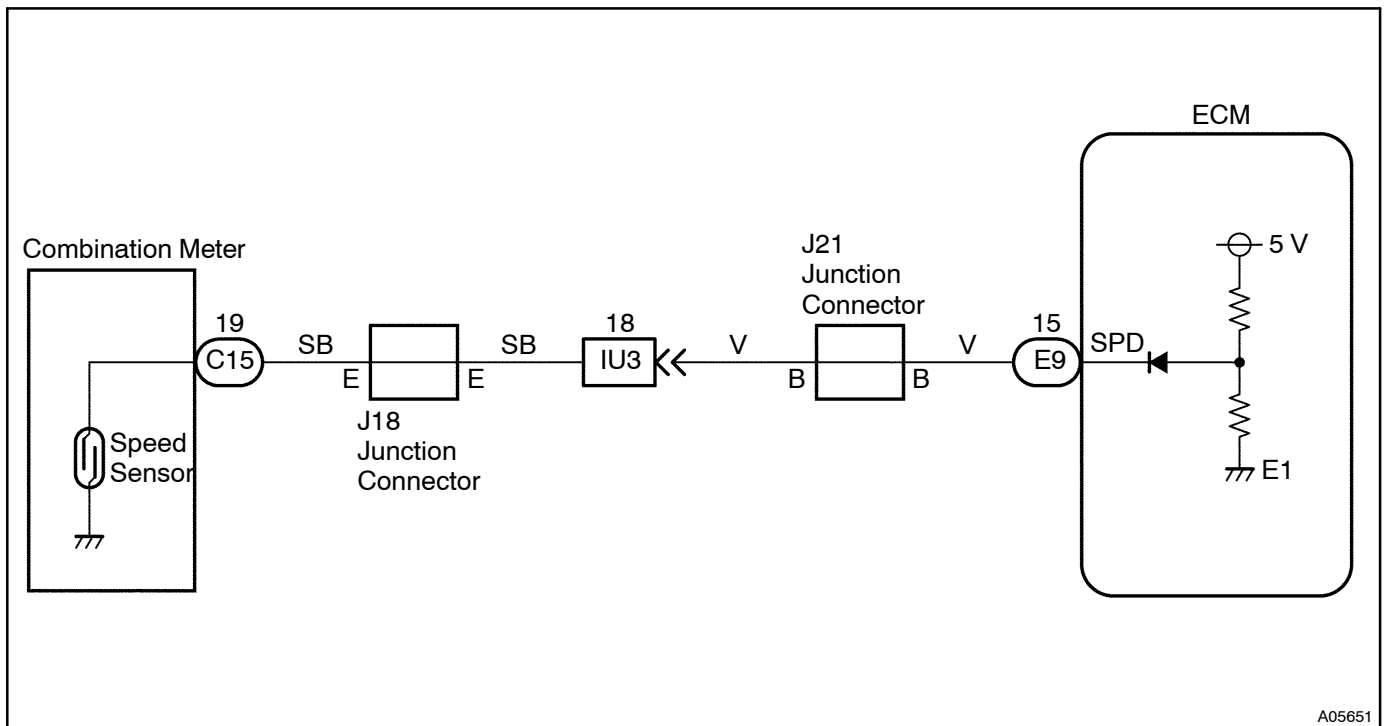 ECM
5 V
E1
J21
Junction
Connector
Combination Meter
19
C15
SB
E
E
SB
18
IU3
V
B
B
V
15
E9
SPD
J18
Junction
Connector
Speed
Sensor
A05651